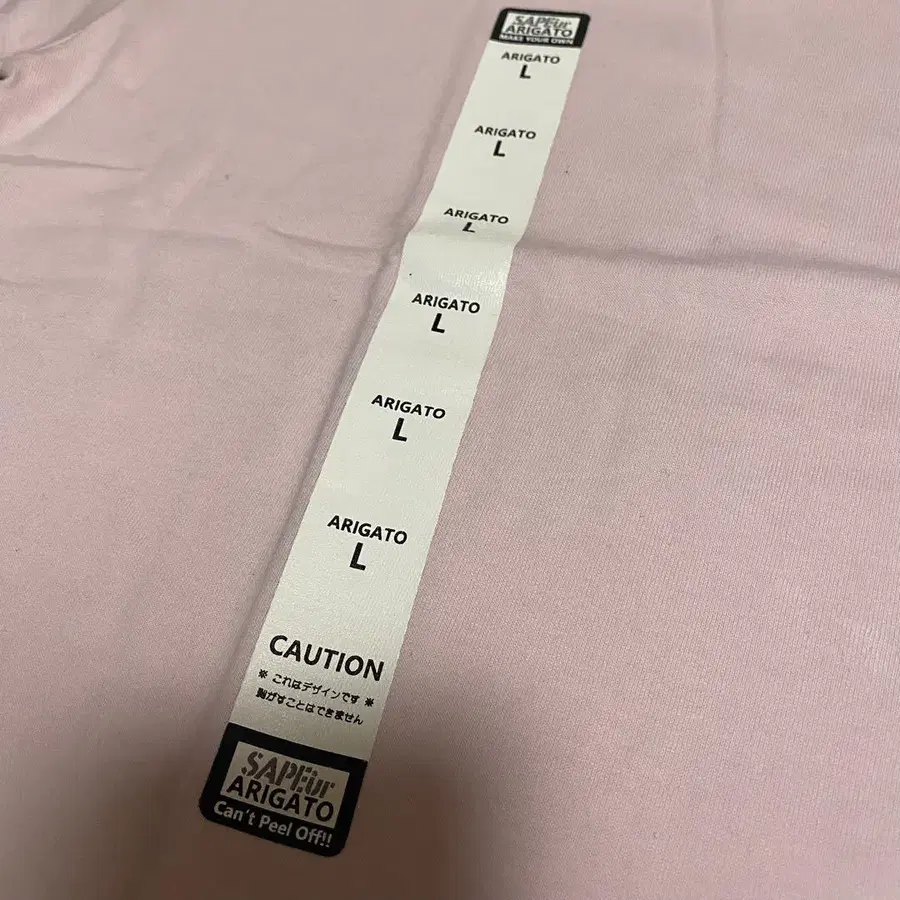 SAPEur
ARIGATO
MAKE YOUR OWN
ARIGATO
L
ARIGATO
L
ARIGATO
L
ARIGATO
L
ARIGATO
L
ARIGATO
L
CAUTION
※ これはデザインです ※
剝がすことはできません
SAPEur
ARIGATO
Can't Peel Off!!